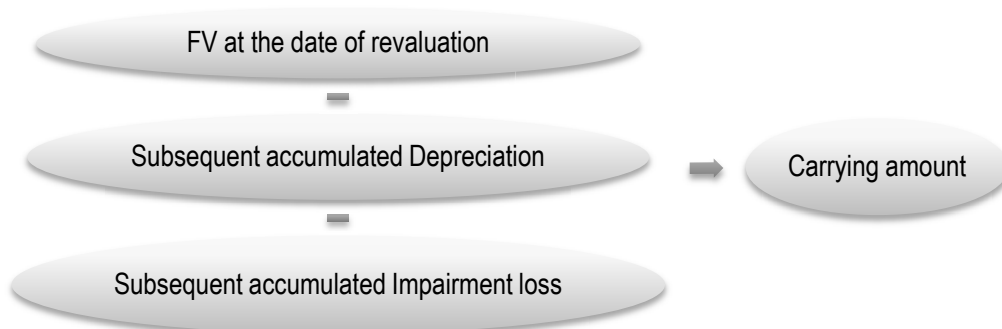 FV at the date of revaluation
Subsequent accumulated Depreciation
Carrying amount
Subsequent accumulated Impairment loss